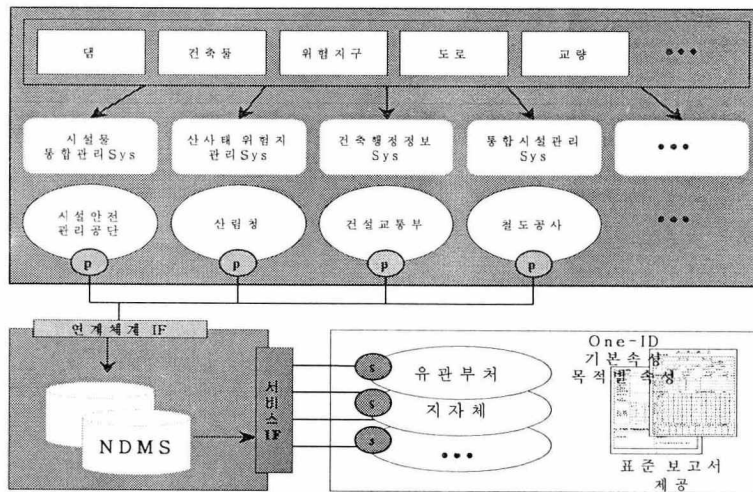 댐 건축물 위험지구 도로 교량 •••
시설물 산사태 위험지 건축행정정보 통합시설관리
통합관리Sys 관리Sys Sys Sys •••
시설안전 산림청 건설교통부 철도공사 •••
관리공단
p p p p
연계체계 IF
One-ID
기본속성
목적별 속성
서비스 IF
s 유관부처
s 지자체
s •••
NDMS
표준 보고서
제공